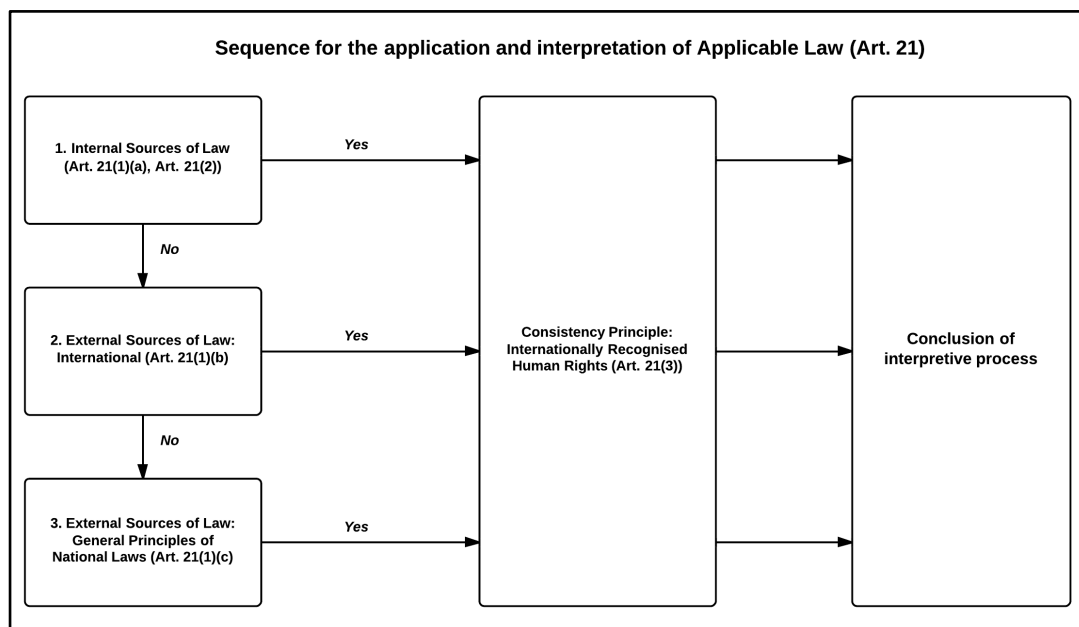 Sequence for the application and interpretation of Applicable Law (Art. 21)
1. Internal Sources of Law
(Art. 21(1)(a), Art. 21(2))
Yes
No
2. External Sources of Law:
International (Art. 21(1)(b)
Yes
No
3. External Sources of Law:
General Principles of
National Laws (Art. 21(1)(c)
Yes
Consistency Principle:
Internationally Recognised
Human Rights (Art. 21(3))
Conclusion of
interpretive process